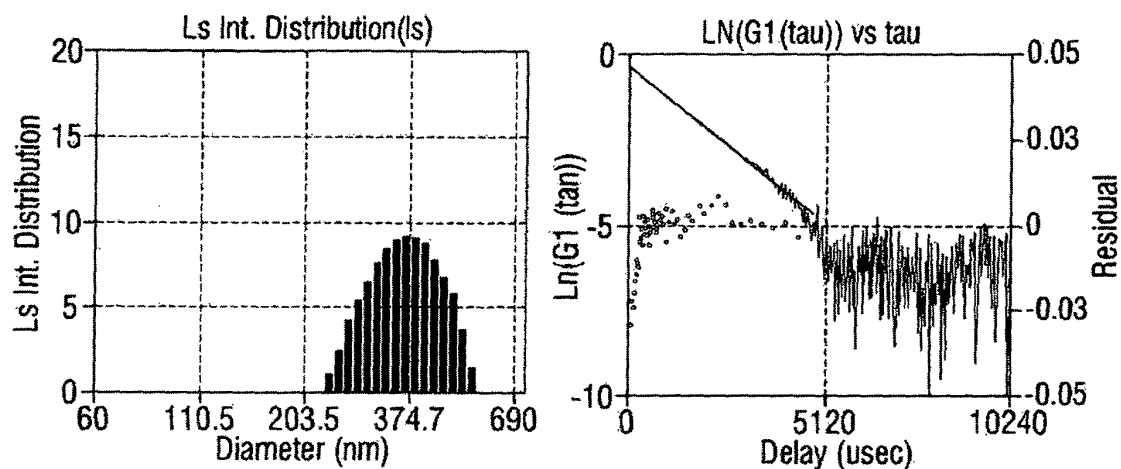 Ls Int. Distribution(Is)
Ls Int. Distribution
20
15
10
5
0
60 110.5 203.5 374.7 690
Diameter (nm)
LN(G1(tau)) vs tau
Ln(G1 (tan))
0
-5
-10
0.05
0.03
0
-0.03
-0.05
Residual
0 5120 10240
Delay (usec)